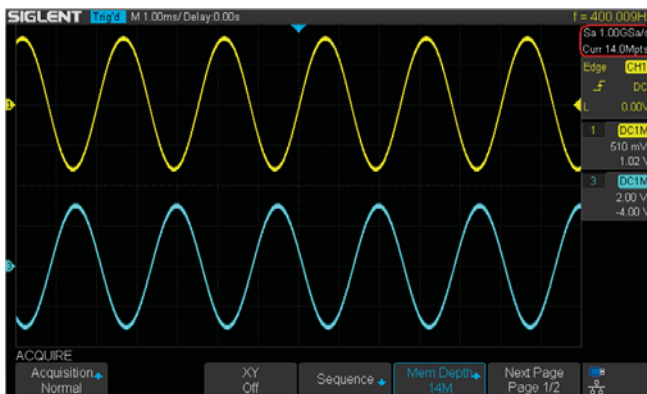 SIGLENT Trig'd M 1.00ms/ Delay:0.00s f = 400.009H
Sa 1.00GSa/s
Curr 14.0Mpts
Edge CH1
DC
L 0.00V
1 DC1M
510 mV
1.02 V
3 DC1M
2.00 V
-4.00 V
1
3
ACQUIRE
Acquisition
Normal
XY
Off
Sequence
Mem Depth
14M
Next Page
Page 1/2